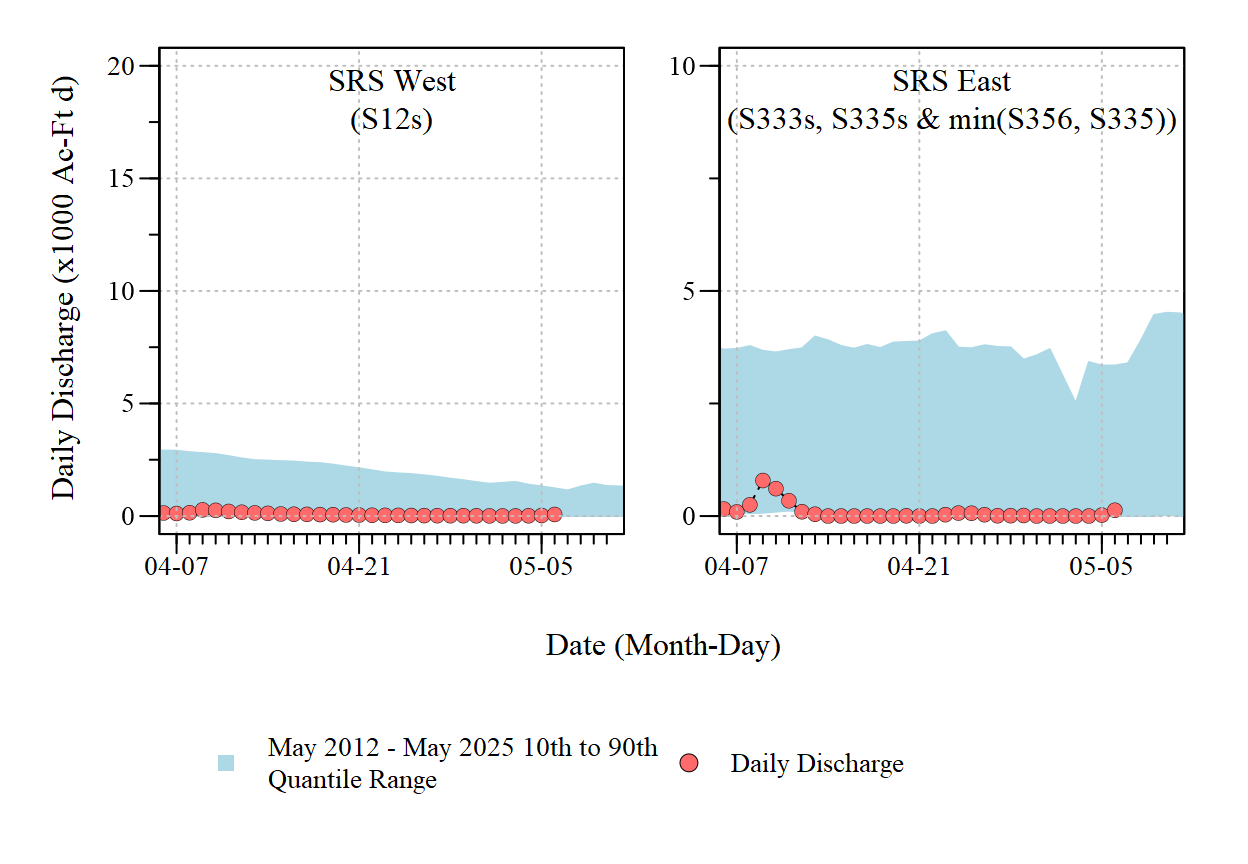 SRS West
(S12s)
SRS East
(S333s, S335s & min(S356, S335))
Daily Discharge (x1000 Ac-Ft d)
20
15
10
5
0
10
5
0
04-07
04-21
05-05
04-07
04-21
05-05
Date (Month-Day)
May 2012 - May 2025 10th to 90th
Quantile Range
Daily Discharge